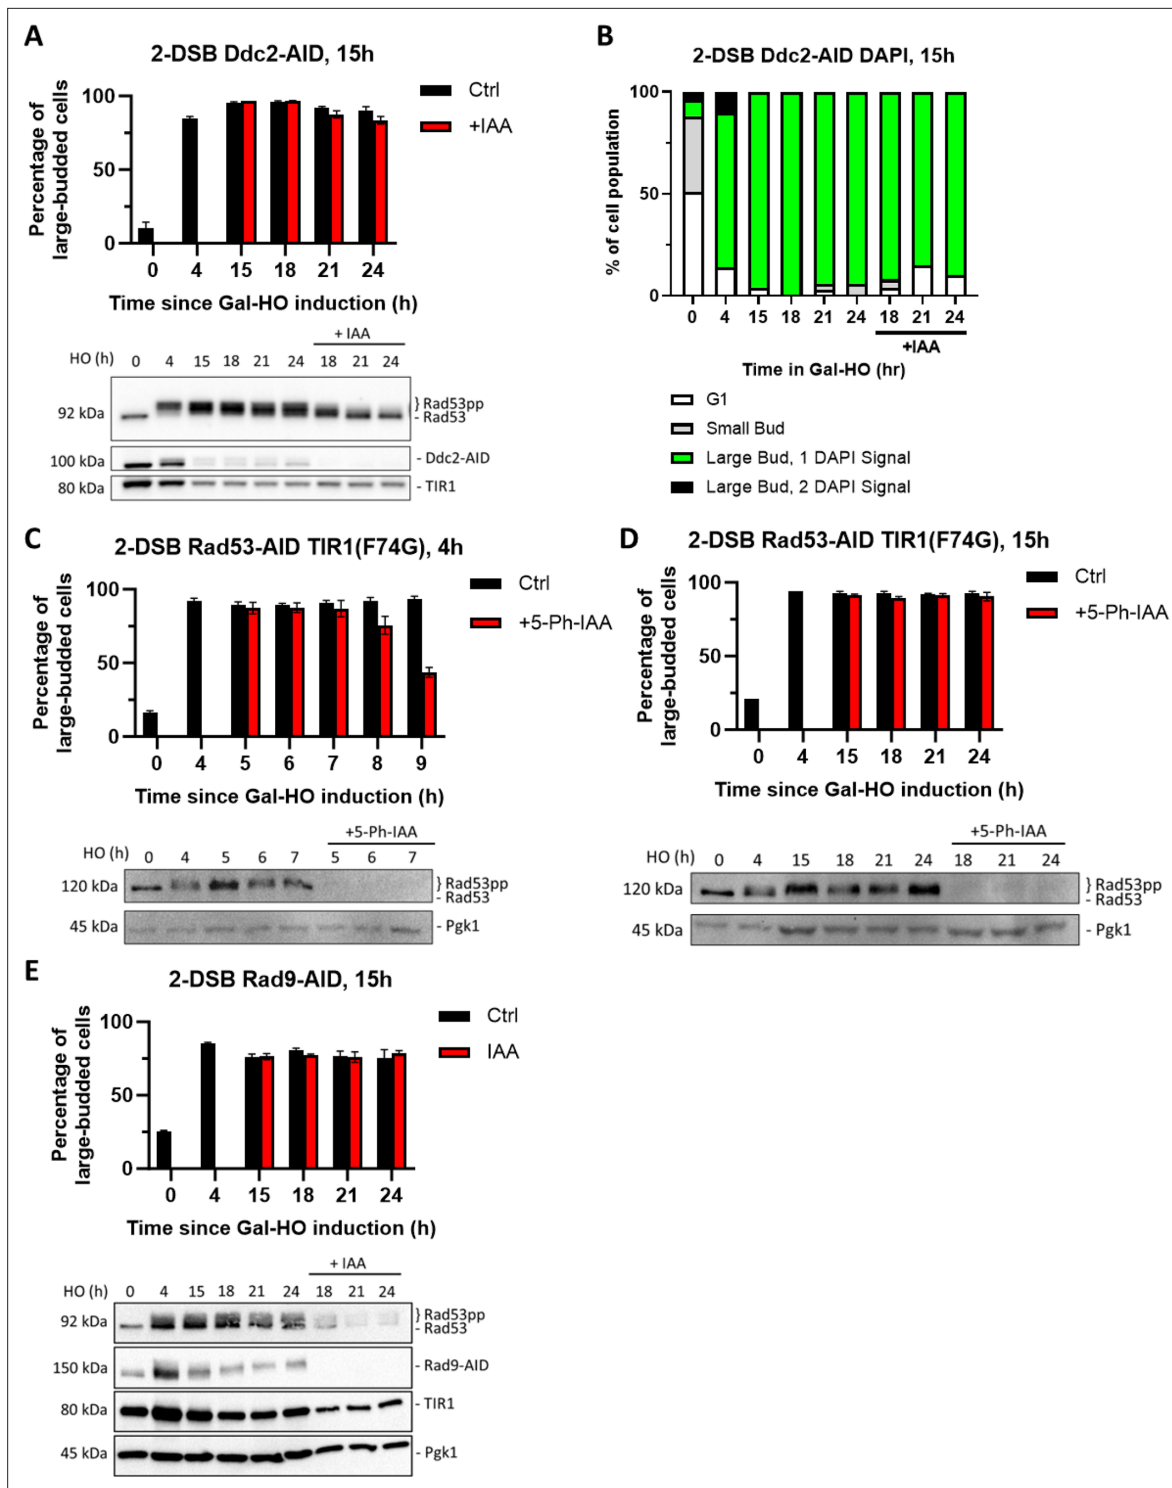 A
2-DSB Ddc2-AID, 15h
Percentage of
large-budded cells
100
50
0
0 4 15 18 21 24
Time since Gal-HO induction (h)
Ctrl
+IAA
+ IAA
HO (h) 0 4 15 18 21 24 18 21 24
92 kDa
} Rad53pp
- Rad53
100 kDa
- Ddc2-AID
80 kDa
- TIR1
B
2-DSB Ddc2-AID DAPI, 15h
% of cell population
100
50
0
0 4 15 18 21 24 18 21 24
+IAA
Time in Gal-HO (hr)
G1
Small Bud
Large Bud, 1 DAPI Signal
Large Bud, 2 DAPI Signal
C
2-DSB Rad53-AID TIR1(F74G), 4h
Percentage of
large-budded cells
100
50
0
0 4 5 6 7 8 9
Time since Gal-HO induction (h)
Ctrl
+5-Ph-IAA
+5-Ph-IAA
HO (h) 0 4 5 6 7 5 6 7
120 kDa
} Rad53pp
- Rad53
45 kDa
- Pgk1
D
2-DSB Rad53-AID TIR1(F74G), 15h
Percentage of
large-budded cells
100
50
0
0 4 15 18 21 24
Time since Gal-HO induction (h)
Ctrl
+5-Ph-IAA
+5-Ph-IAA
HO (h) 0 4 15 18 21 24 18 21 24
120 kDa
} Rad53pp
- Rad53
45 kDa
- Pgk1
E
2-DSB Rad9-AID, 15h
Percentage of
large-budded cells
100
50
0
0 4 15 18 21 24
Time since Gal-HO induction (h)
Ctrl
IAA
+ IAA
HO (h) 0 4 15 18 21 24 18 21 24
92 kDa
} Rad53pp
- Rad53
150 kDa
- Rad9-AID
80 kDa
- TIR1
45 kDa
- Pgk1